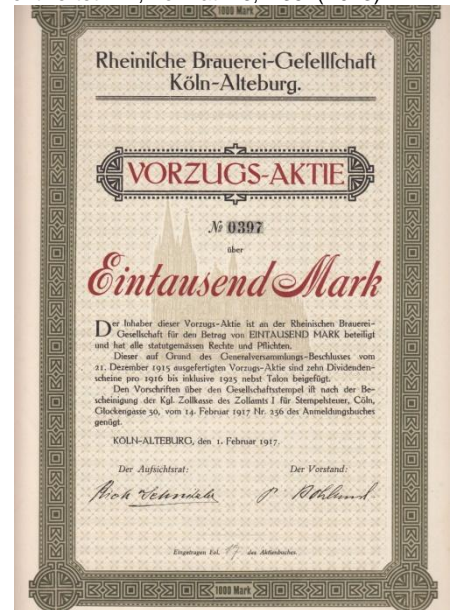 1000 Mark
Rheinische Brauerei-Gesellschaft
Köln-Alteburg.
VORZUGS-AKTIE
№ 0397
über
Eintausend Mark
Der Inhaber dieser Vorzugs-Aktie ist an der Rheinischen Brauerei-
Gesellschaft für den Betrag von EINTAUSEND MARK beteiligt
und hat alle statutgemässen Rechte und Pflichten.
Dieser auf Grund des Generalversammlungs-Beschlusses vom
21. Dezember 1915 ausgefertigten Vorzugs-Aktie sind zehn Dividenden-
scheine pro 1916 bis inklusive 1925 nebst Talon beigefügt.
Den Vorschriften über den Gesellschaftsstempel ist nach der Be-
scheinigung der Kgl. Zollkasse des Zollamts I für Stempelsteuer, Cöln,
Glockengasse 30, vom 14. Februar 1917 Nr. 256 des Anmeldungsbuches
genügt.
KÖLN-ALTEBURG, den 1. Februar 1917.
Der Aufsichtsrat: Der Vorstand:
Eingetragen Fol. 17 des Aktienbuches.
1000 Mark